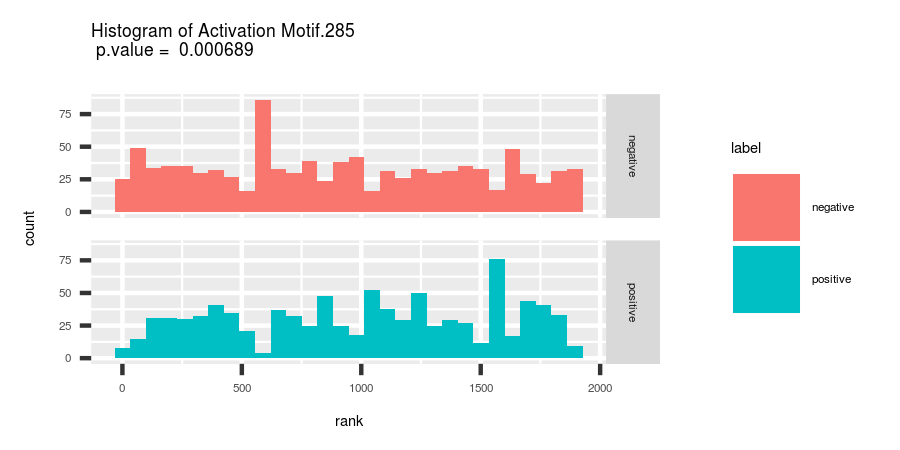 Histogram of Activation Motif.285
p.value =  0.000689
count
75
50
25
0
negative
75
50
25
0
positive
0 500 1000 1500 2000
rank
label
negative
positive